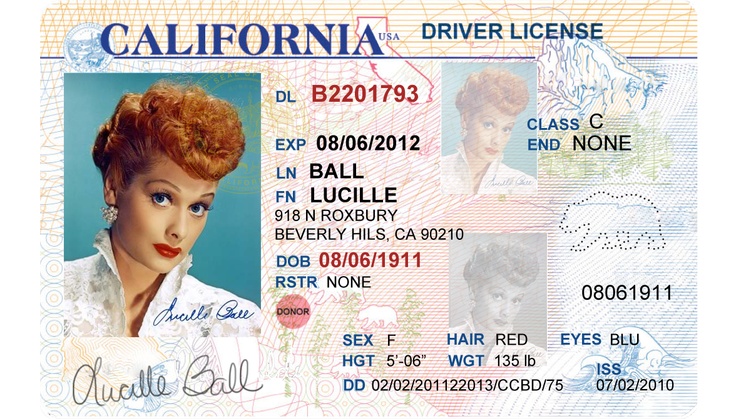 CALIFORNIA USA DRIVER LICENSE
DL B2201793
CLASS C
EXP 08/06/2012
END NONE
LN BALL
FN LUCILLE
918 N ROXBURY
BEVERLY HILS, CA 90210
DOB 08/06/1911
RSTR NONE
08061911
DONOR
Lucille Ball
SEX F HAIR RED EYES BLU
HGT 5'-06” WGT 135 lb ISS
DD 02/02/201122013/CCBD/75 07/02/2010
Lucille Ball